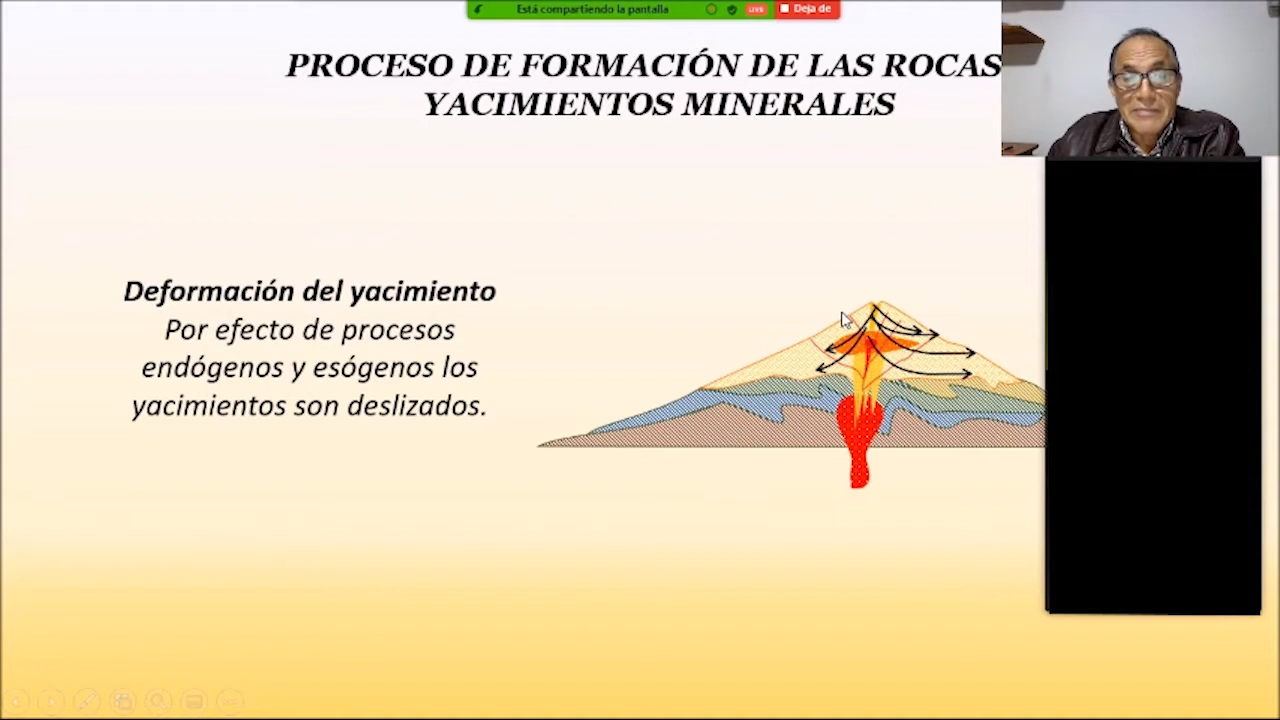 Está compartiendo la pantalla
LIVE
Deja de
PROCESO DE FORMACIÓN DE LAS ROCAS
YACIMIENTOS MINERALES
Deformación del yacimiento
Por efecto de procesos
endógenos y esógenos los
yacimientos son deslizados.